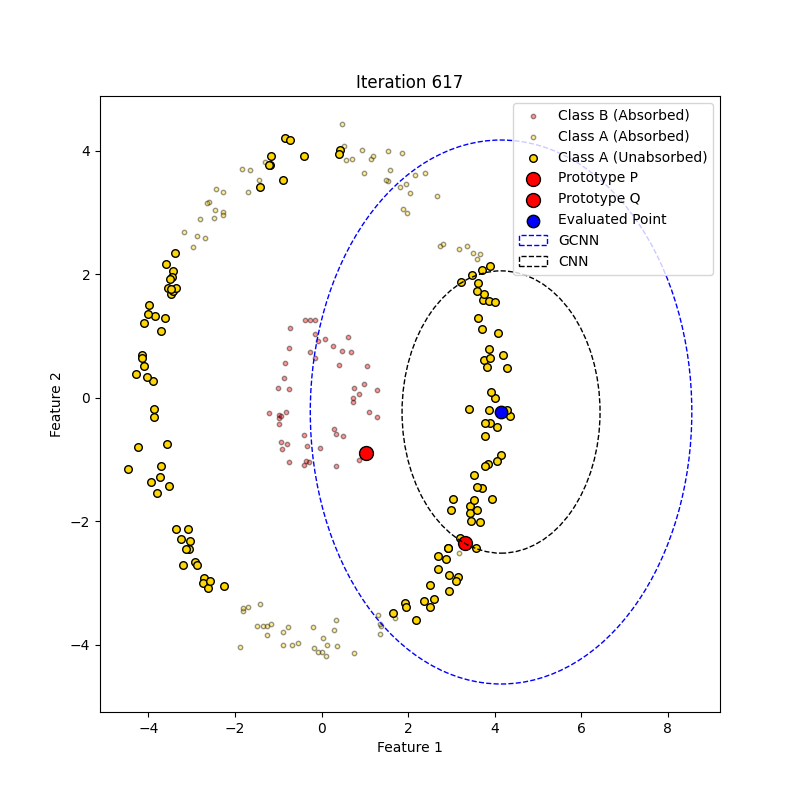 Iteration 617
Class B (Absorbed)
Class A (Absorbed)
Class A (Unabsorbed)
Prototype P
Prototype Q
Evaluated Point
GCNN
CNN
4
2
0
−2
−4
Feature 2
−4
−2
0
2
4
6
8
Feature 1